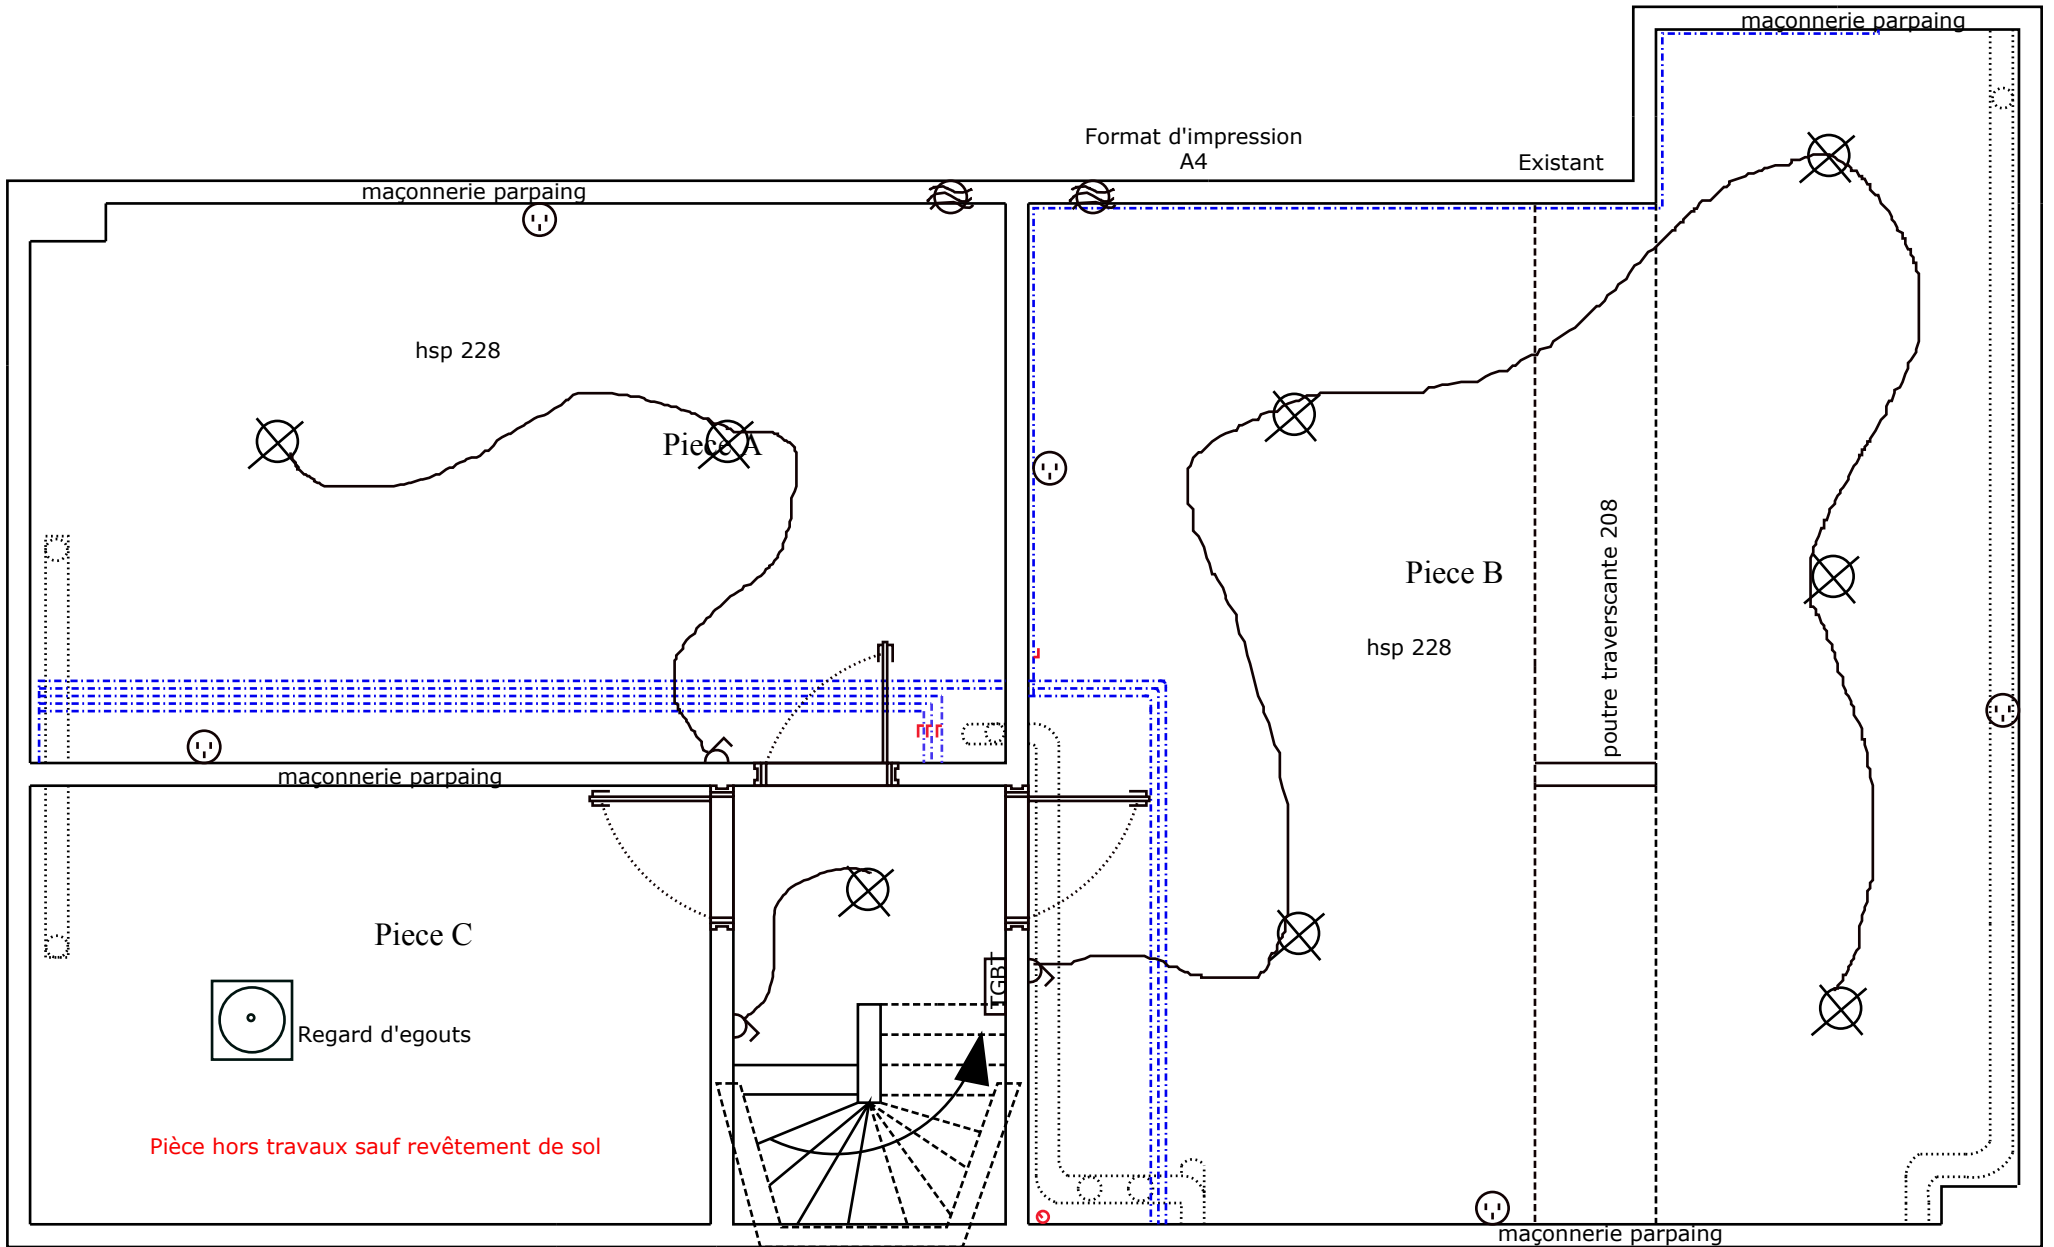 maçonnerie parpaing
Format d'impression
A4
Existant
maçonnerie parpaing
hsp 228
Piece A
Piece B
poutre traverscante 208
hsp 228
maçonnerie parpaing
Piece C
TGBT
Regard d'egouts
Pièce hors travaux sauf revêtement de sol
maçonnerie parpaing